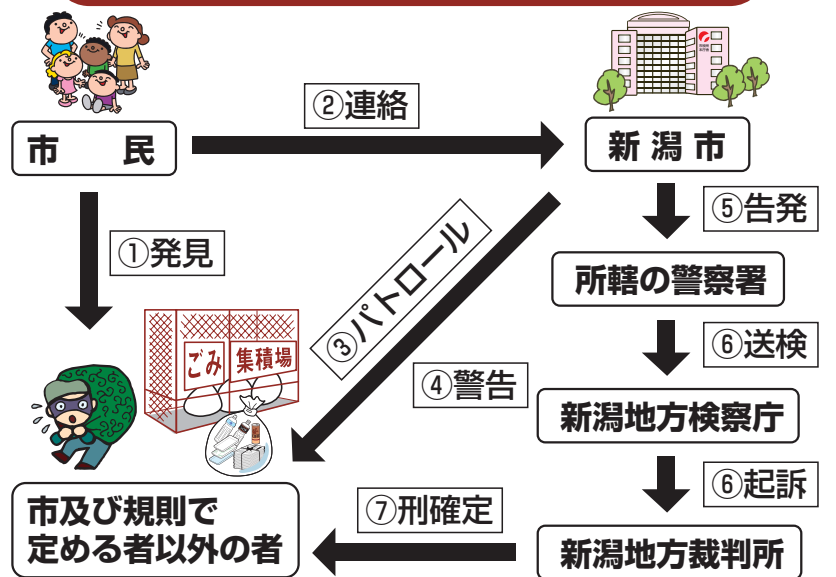 ②連絡
市　民
新潟市
①発見
⑤告発
③パトロール
所轄の警察署
ごみ 集積場
④警告
⑥送検
新潟地方検察庁
⑥起訴
市及び規則で
定める者以外の者
⑦刑確定
新潟地方裁判所